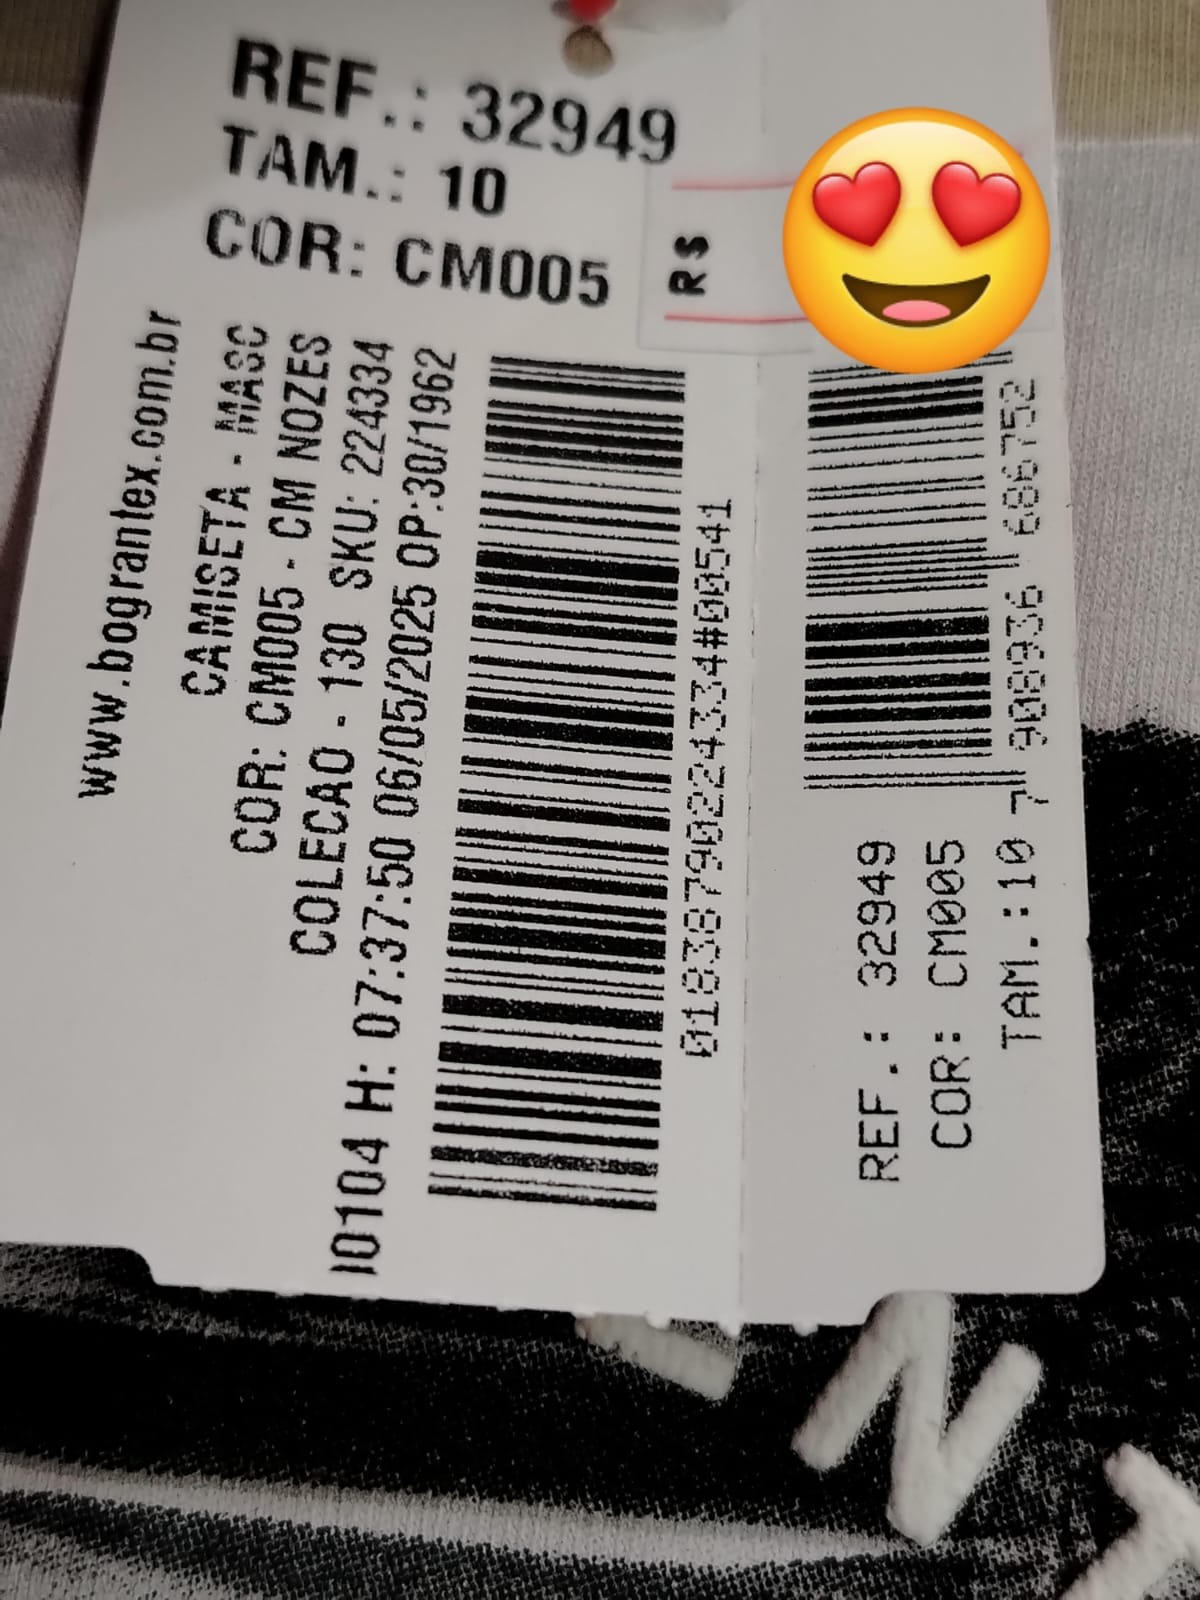 REF.: 32949
TAM.: 10
COR: CM005
R$
www.bograntex.com.br
CAMISETA - MASC
COR: CM005 - CM NOZES
COLECAO - 130 SKU: 224334
I0104 H: 07:37:50 06/05/2025 OP:30/1962
01838790224334#00541
7 908936 686752
REF.: 32949
COR: CM005
TAM.:10
N